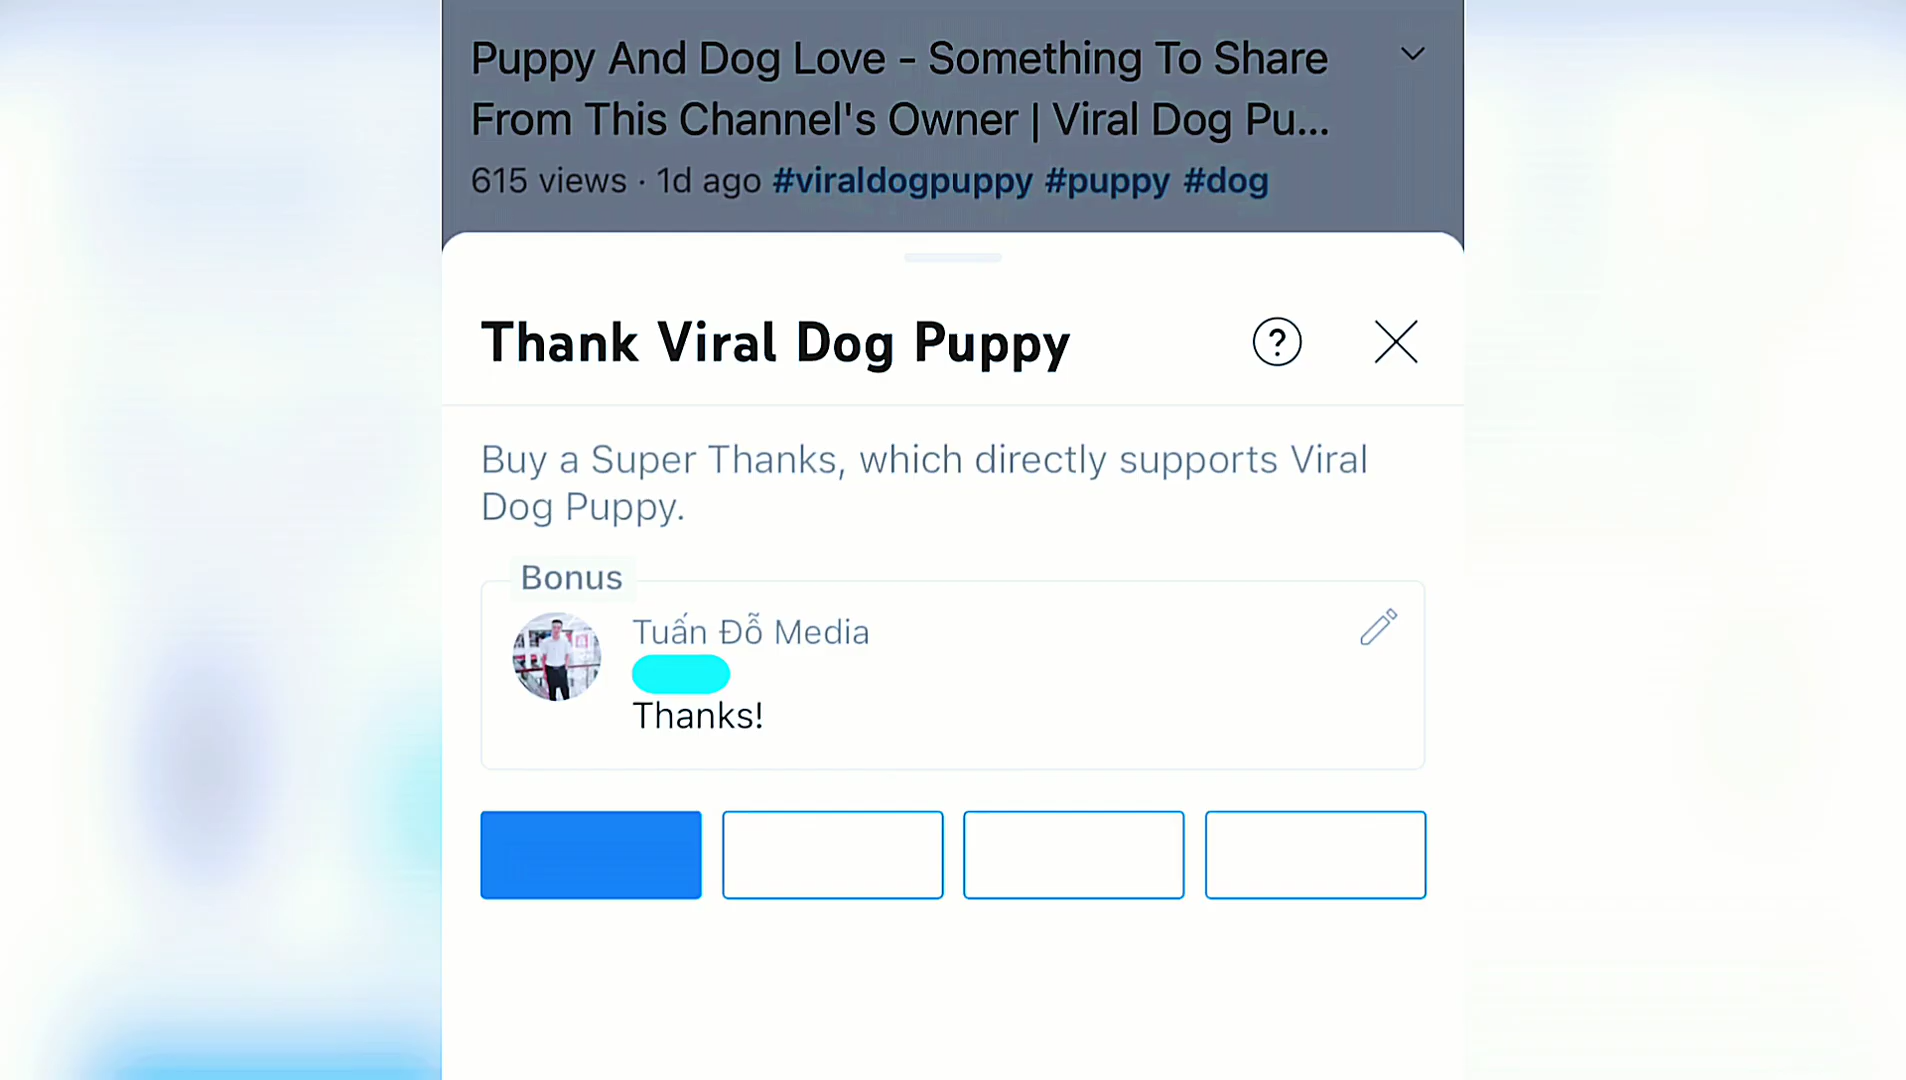 Puppy And Dog Love - Something To Share
From This Channel's Owner | Viral Dog Pu...
615 views · 1d ago #viraldogpuppy #puppy #dog
Thank Viral Dog Puppy
?
Buy a Super Thanks, which directly supports Viral
Dog Puppy.
Bonus
Tuấn Đỗ Media
Thanks!